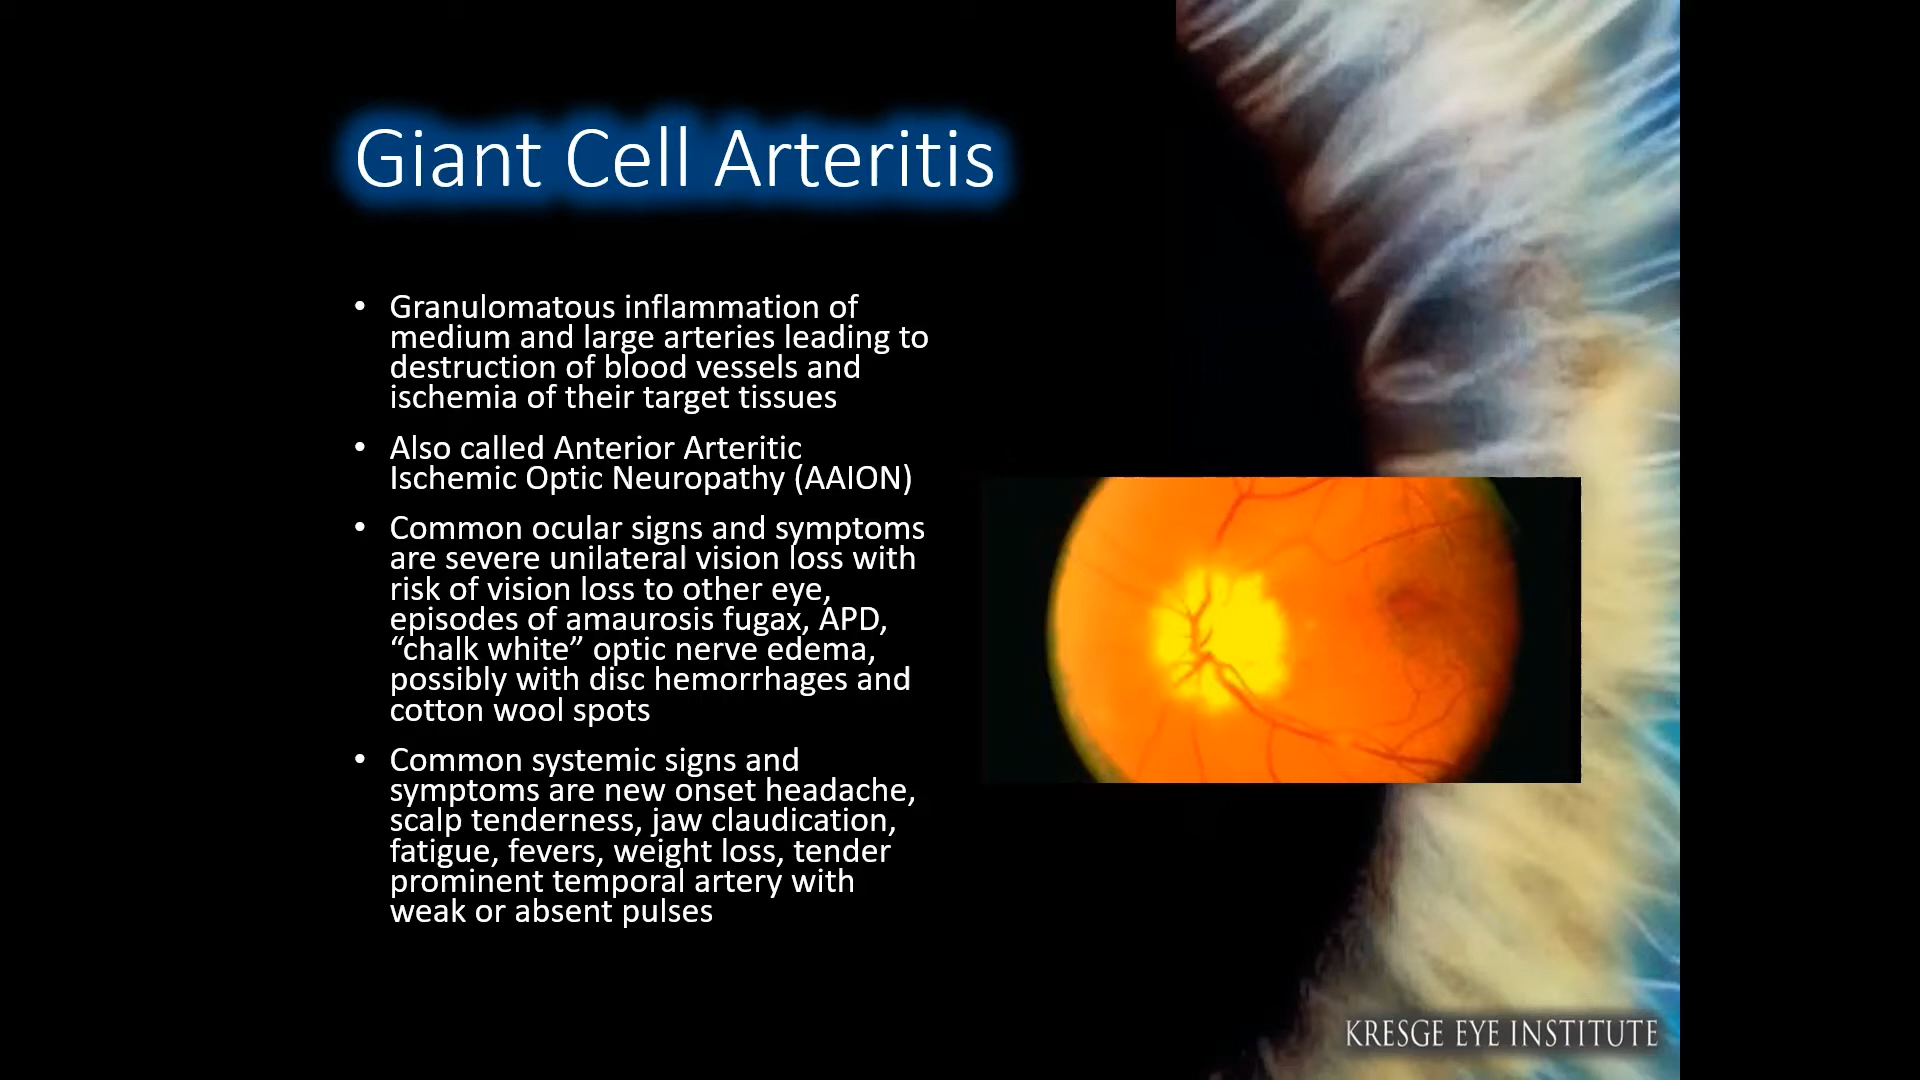 Giant Cell Arteritis
• Granulomatous inflammation of
medium and large arteries leading to
destruction of blood vessels and
ischemia of their target tissues
• Also called Anterior Arteritic
Ischemic Optic Neuropathy (AAION)
• Common ocular signs and symptoms
are severe unilateral vision loss with
risk of vision loss to other eye,
episodes of amaurosis fugax, APD,
“chalk white” optic nerve edema,
possibly with disc hemorrhages and
cotton wool spots
• Common systemic signs and
symptoms are new onset headache,
scalp tenderness, jaw claudication,
fatigue, fevers, weight loss, tender
prominent temporal artery with
weak or absent pulses
KRESGE EYE INSTITUTE